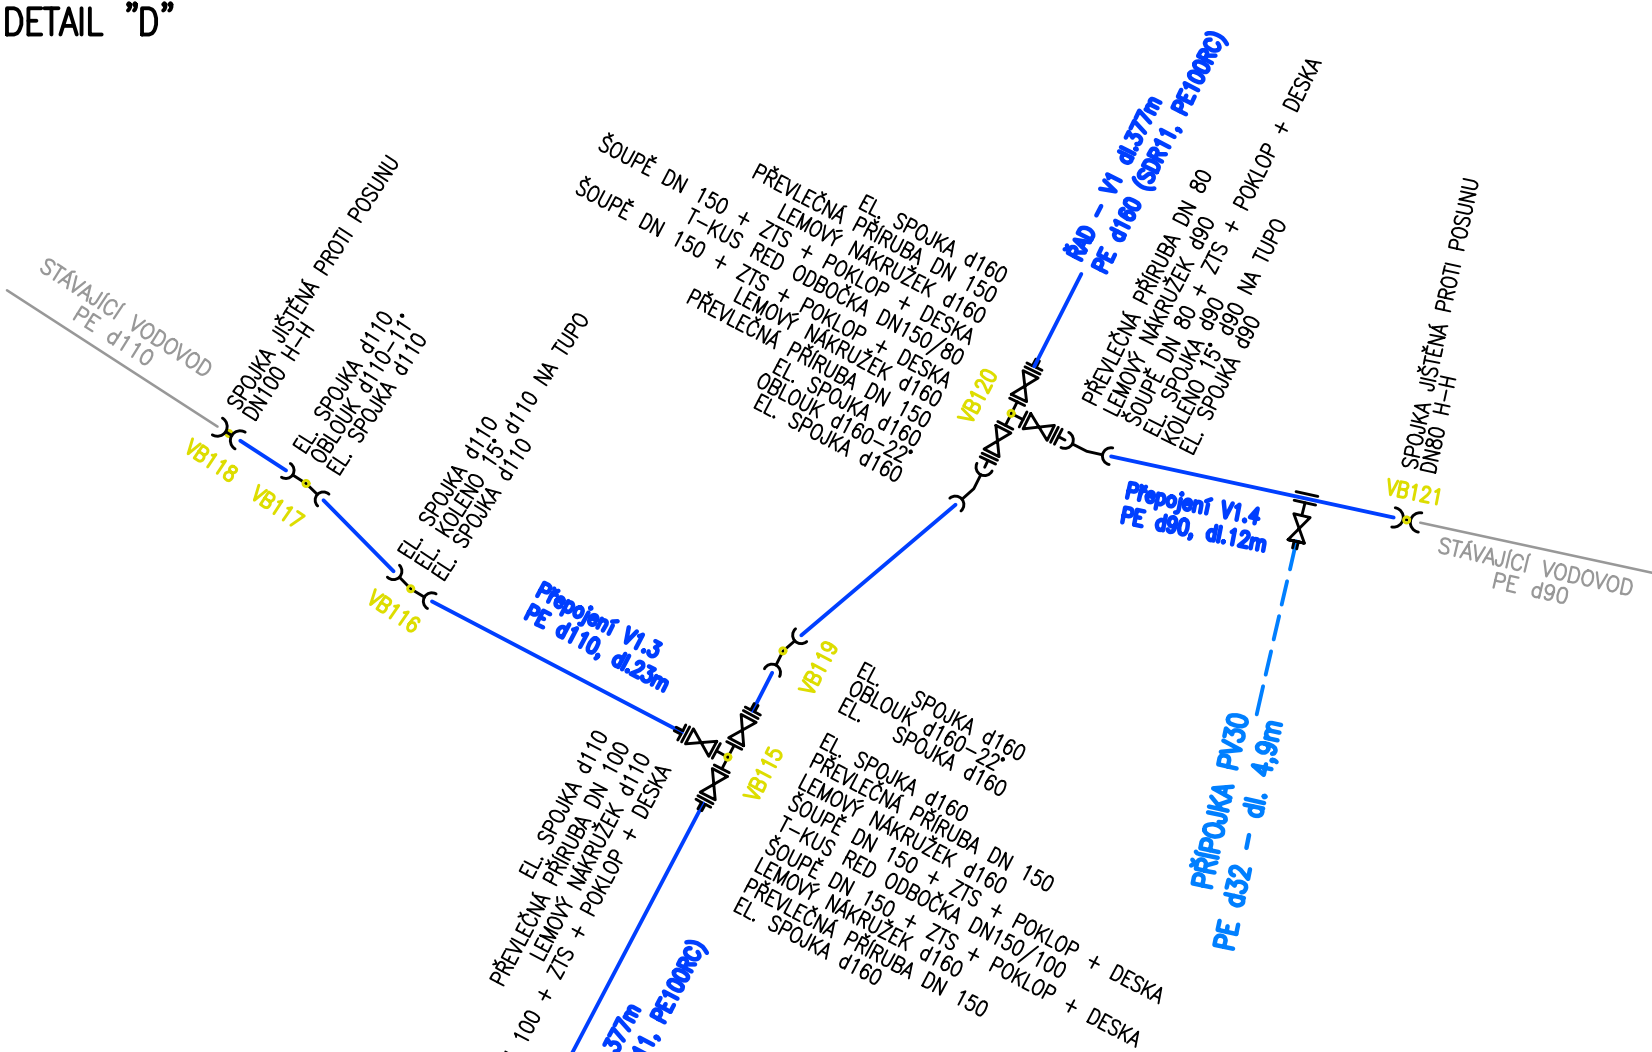 DETAIL "D"
STÁVAJÍCÍ VODOVOD
PE d110
SPOJKA JIŠTĚNÁ PROTI POSUNU
DN100 H-H
VB118
EL. SPOJKA d110
OBLOUK d110-11°
EL. SPOJKA d110
VB117
EL. SPOJKA d110
EL. KOLENO 15° d110 NA TUPO
EL. SPOJKA d110
VB116
Přepojení V1.3
PE d110, dl.23m
EL. SPOJKA d160
PŘEVLEČNÁ PŘÍRUBA DN 150
LEMOVÝ NÁKRUŽEK d160
ŠOUPĚ DN 150 + ZTS + POKLOP + DESKA
T-KUS RED ODBOČKA DN150/80
ŠOUPĚ DN 150 + ZTS + POKLOP + DESKA
LEMOVÝ NÁKRUŽEK d160
PŘEVLEČNÁ PŘÍRUBA DN 150
EL. SPOJKA d160
OBLOUK d160-22°
EL. SPOJKA d160
VB120
ŘAD - V1 dl.377m
PE d160 (SDR11, PE100RC)
PŘEVLEČNÁ PŘÍRUBA DN 80
LEMOVÝ NÁKRUŽEK d90
ŠOUPĚ DN 80 + ZTS + POKLOP + DESKA
EL. SPOJKA d90
KOLENO 15° d90 NA TUPO
EL. SPOJKA d90
Přepojení V1.4
PE d90, dl.12m
SPOJKA JIŠTĚNÁ PROTI POSUNU
DN80 H-H
VB121
STÁVAJÍCÍ VODOVOD
PE d90
PŘÍPOJKA PV30
PE d32 - dl. 4,9m
VB119
EL. SPOJKA d160
OBLOUK d160-22°
EL. SPOJKA d160
VB115
EL. SPOJKA d160
PŘEVLEČNÁ PŘÍRUBA DN 150
LEMOVÝ NÁKRUŽEK d160
ŠOUPĚ DN 150 + ZTS + POKLOP + DESKA
T-KUS RED ODBOČKA DN150/100
ŠOUPĚ DN 150 + ZTS + POKLOP + DESKA
LEMOVÝ NÁKRUŽEK d160
PŘEVLEČNÁ PŘÍRUBA DN 150
EL. SPOJKA d160
EL. SPOJKA d110
PŘEVLEČNÁ PŘÍRUBA DN 100
LEMOVÝ NÁKRUŽEK d110
100 + ZTS + POKLOP + DESKA
377m
11, PE100RC)